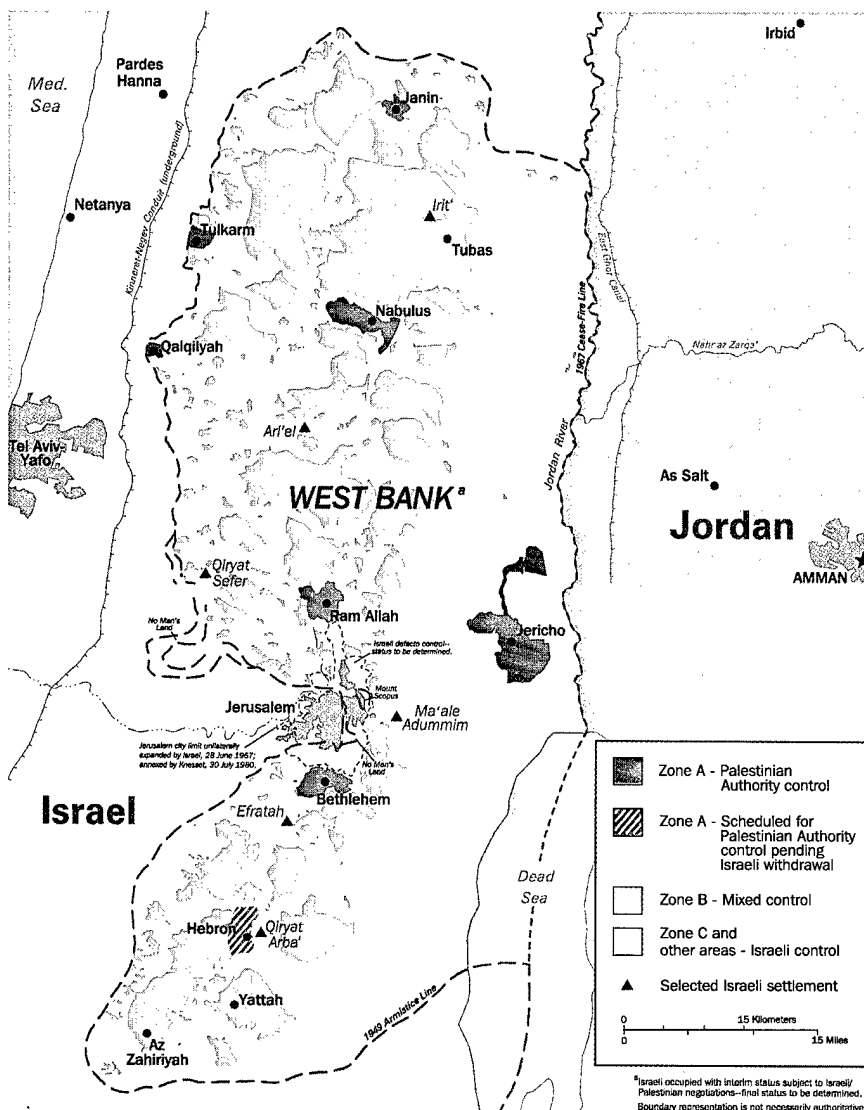 Irbid
Pardes
Hanna
Med.
Sea
Janin
Kinneret-Negev Conduit (underground)
Netanya
Irit'
Tulkarm
Tubas
East Ghor Canal
Nabulus
1967 Cease-Fire Line
Qalqilyah
Nahr az Zarqa'
Ari'el
Tel Aviv-
Yafo
Jordan River
As Salt
WEST BANK a
Jordan
AMMAN
Qiryat
Sefer
Ram Allah
No Man's
Land
Jericho
Israeli defacto control--
status to be determined.
Mount
Scopus
Jerusalem
Ma'ale
Adummim
Jerusalem city limit unilaterally
expanded by Israel, 28 June 1967;
annexed by Knesset, 30 July 1980.
No Man's
Land
Bethlehem
Israel
Efratah
Dead
Sea
Hebron
Qiryat
Arba'
Yattah
1949 Armistice Line
Az
Zahiriyah
Zone A - Palestinian
Authority control
Zone A - Scheduled for
Palestinian Authority
control pending
Israeli withdrawal
Zone B - Mixed control
Zone C and
other areas - Israeli control
Selected Israeli settlement
0 15 Kilometers
0 15 Miles
a Israeli occupied with interim status subject to Israeli/
Palestinian negotiations--final status to be determined.
Boundary representation is not necessarily authoritative.